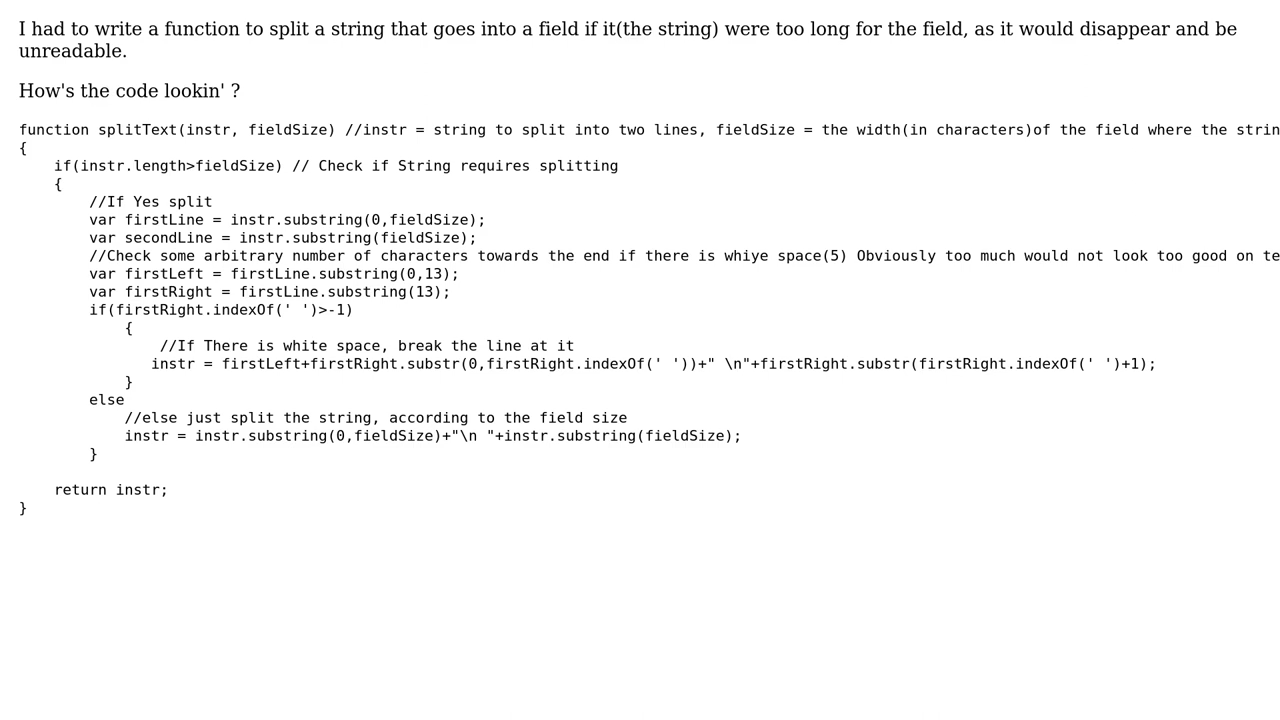 I had to write a function to split a string that goes into a field if it(the string) were too long for the field, as it would disappear and be
unreadable.
How's the code lookin' ?
function splitText(instr, fieldSize) //instr = string to split into two lines, fieldSize = the width(in characters)of the field where the strin
{
    if(instr.length>fieldSize) // Check if String requires splitting
    {
        //If Yes split
        var firstLine = instr.substring(0,fieldSize);
        var secondLine = instr.substring(fieldSize);
        //Check some arbitrary number of characters towards the end if there is whiye space(5) Obviously too much would not look too good on te
        var firstLeft = firstLine.substring(0,13);
        var firstRight = firstLine.substring(13);
        if(firstRight.indexOf(' ')>-1)
            {
                //If There is white space, break the line at it
               instr = firstLeft+firstRight.substr(0,firstRight.indexOf(' '))+" \n"+firstRight.substr(firstRight.indexOf(' ')+1);
            }
        else
            //else just split the string, according to the field size
            instr = instr.substring(0,fieldSize)+"\n "+instr.substring(fieldSize);
        }
    return instr;
}